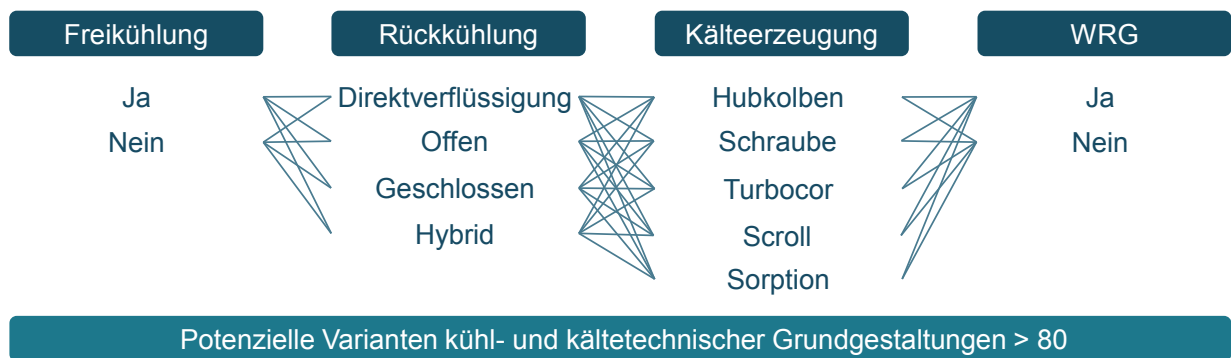 Freikühlung Rückkühlung Kälteerzeugung WRG
Ja Direktverflüssigung Hubkolben Ja
Nein Offen Schraube Nein
Geschlossen Turbocor
Hybrid Scroll
Sorption
Potenzielle Varianten kühl- und kältetechnischer Grundgestaltungen > 80